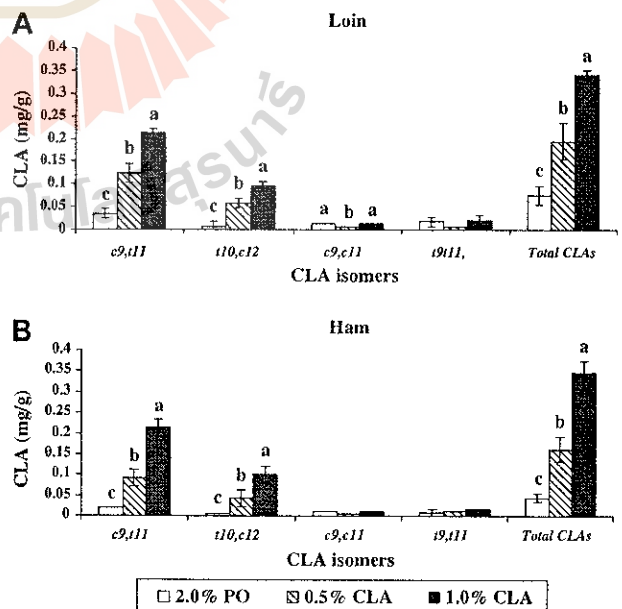 A
Loin
CLA (mg/g)
0.4
0.35
0.3
0.25
0.2
0.15
0.1
0.05
0
c b a
c b a
a b a
c b a
c9,t11 t10,c12 c9,c11 t9t11, Total CLAs
CLA isomers
B
Ham
CLA (mg/g)
0.4
0.35
0.3
0.25
0.2
0.15
0.1
0.05
0
c b a
c b a
c b a
c9,t11 t10,c12 c9,c11 t9,t11 Total CLAs
CLA isomers
2.0% PO 0.5% CLA 1.0% CLA